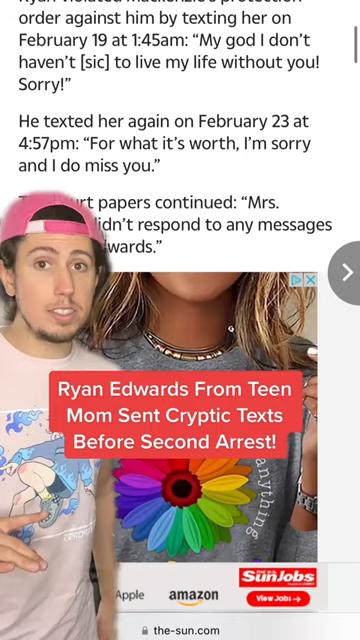 Ryan violated Mackenzie's protection
order against him by texting her on
February 19 at 1:45am: “My god I don’t
haven’t [sic] to live my life without you!
Sorry!”
He texted her again on February 23 at
4:57pm: “For what it’s worth, I’m sorry
and I do miss you.”
papers continued: “Mrs.
respond to any messages
Ryan Edwards From Teen
Mom Sent Cryptic Texts
Before Second Arrest!
anything
Apple
amazon
SunJobs
View Jobs
the-sun.com